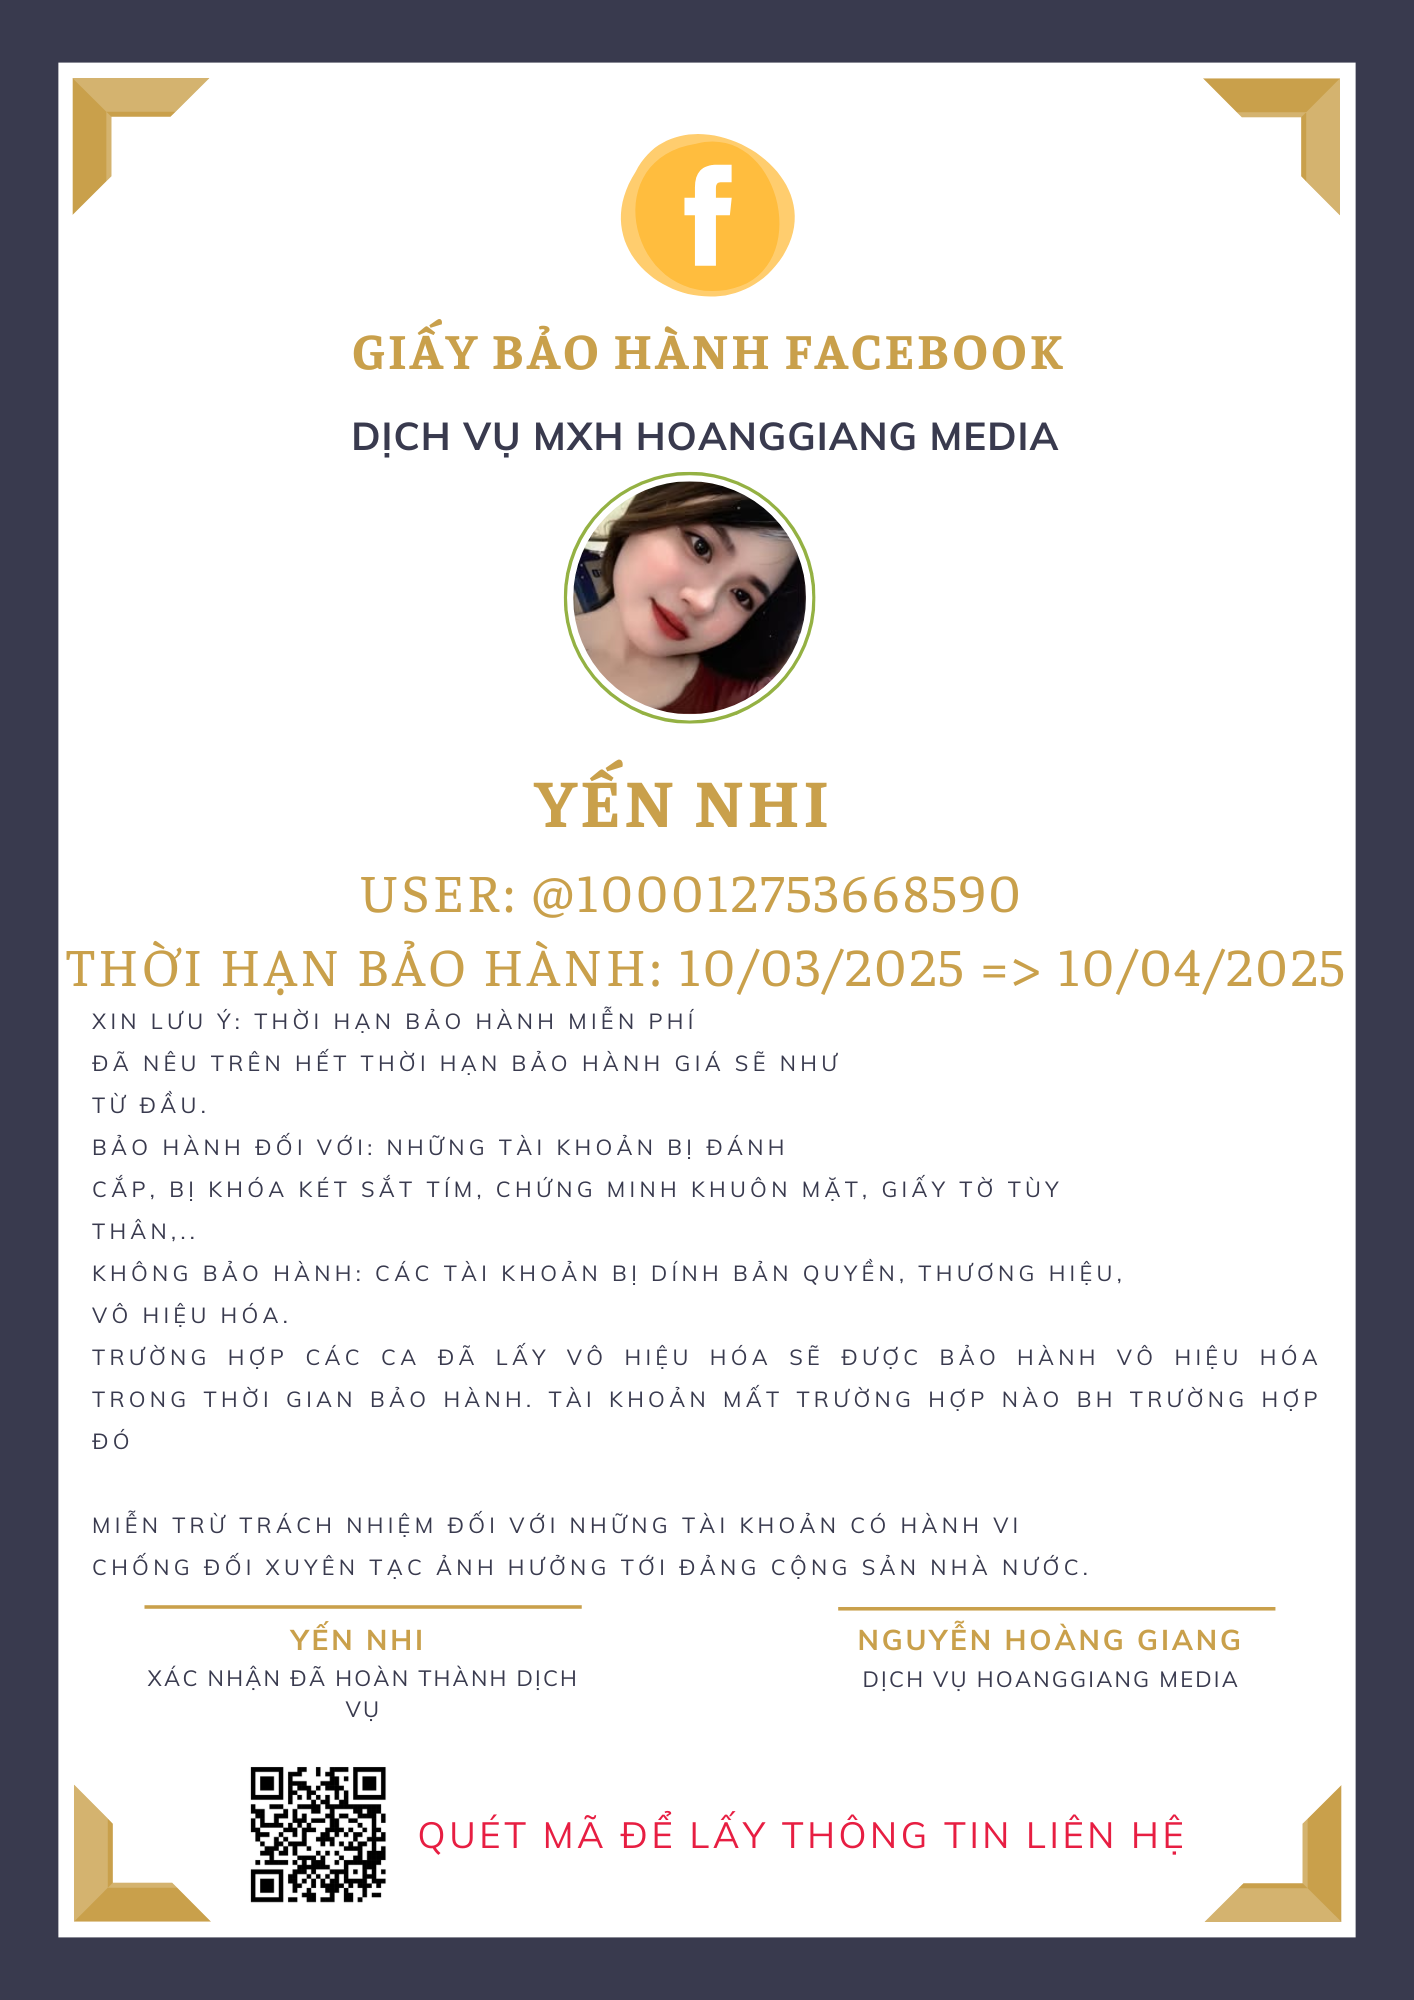 f
GIẤY BẢO HÀNH FACEBOOK
DỊCH VỤ MXH HOANGGIANG MEDIA
YẾN NHI
USER: @100012753668590
THỜI HẠN BẢO HÀNH: 10/03/2025 => 10/04/2025
XIN LƯU Ý: THỜI HẠN BẢO HÀNH MIỄN PHÍ
ĐÃ NÊU TRÊN HẾT THỜI HẠN BẢO HÀNH GIÁ SẼ NHƯ
TỪ ĐẦU.
BẢO HÀNH ĐỐI VỚI: NHỮNG TÀI KHOẢN BỊ ĐÁNH
CẮP, BỊ KHÓA KÉT SẮT TÍM, CHỨNG MINH KHUÔN MẶT, GIẤY TỜ TÙY
THÂN,..
KHÔNG BẢO HÀNH: CÁC TÀI KHOẢN BỊ DÍNH BẢN QUYỀN, THƯƠNG HIỆU,
VÔ HIỆU HÓA.
TRƯỜNG HỢP CÁC CA ĐÃ LẤY VÔ HIỆU HÓA SẼ ĐƯỢC BẢO HÀNH VÔ HIỆU HÓA
TRONG THỜI GIAN BẢO HÀNH. TÀI KHOẢN MẤT TRƯỜNG HỢP NÀO BH TRƯỜNG HỢP
ĐÓ
MIỄN TRỪ TRÁCH NHIỆM ĐỐI VỚI NHỮNG TÀI KHOẢN CÓ HÀNH VI
CHỐNG ĐỐI XUYÊN TẠC ẢNH HƯỞNG TỚI ĐẢNG CỘNG SẢN NHÀ NƯỚC.
YẾN NHI
XÁC NHẬN ĐÃ HOÀN THÀNH DỊCH
VỤ
NGUYỄN HOÀNG GIANG
DỊCH VỤ HOANGGIANG MEDIA
QUÉT MÃ ĐỂ LẤY THÔNG TIN LIÊN HỆ